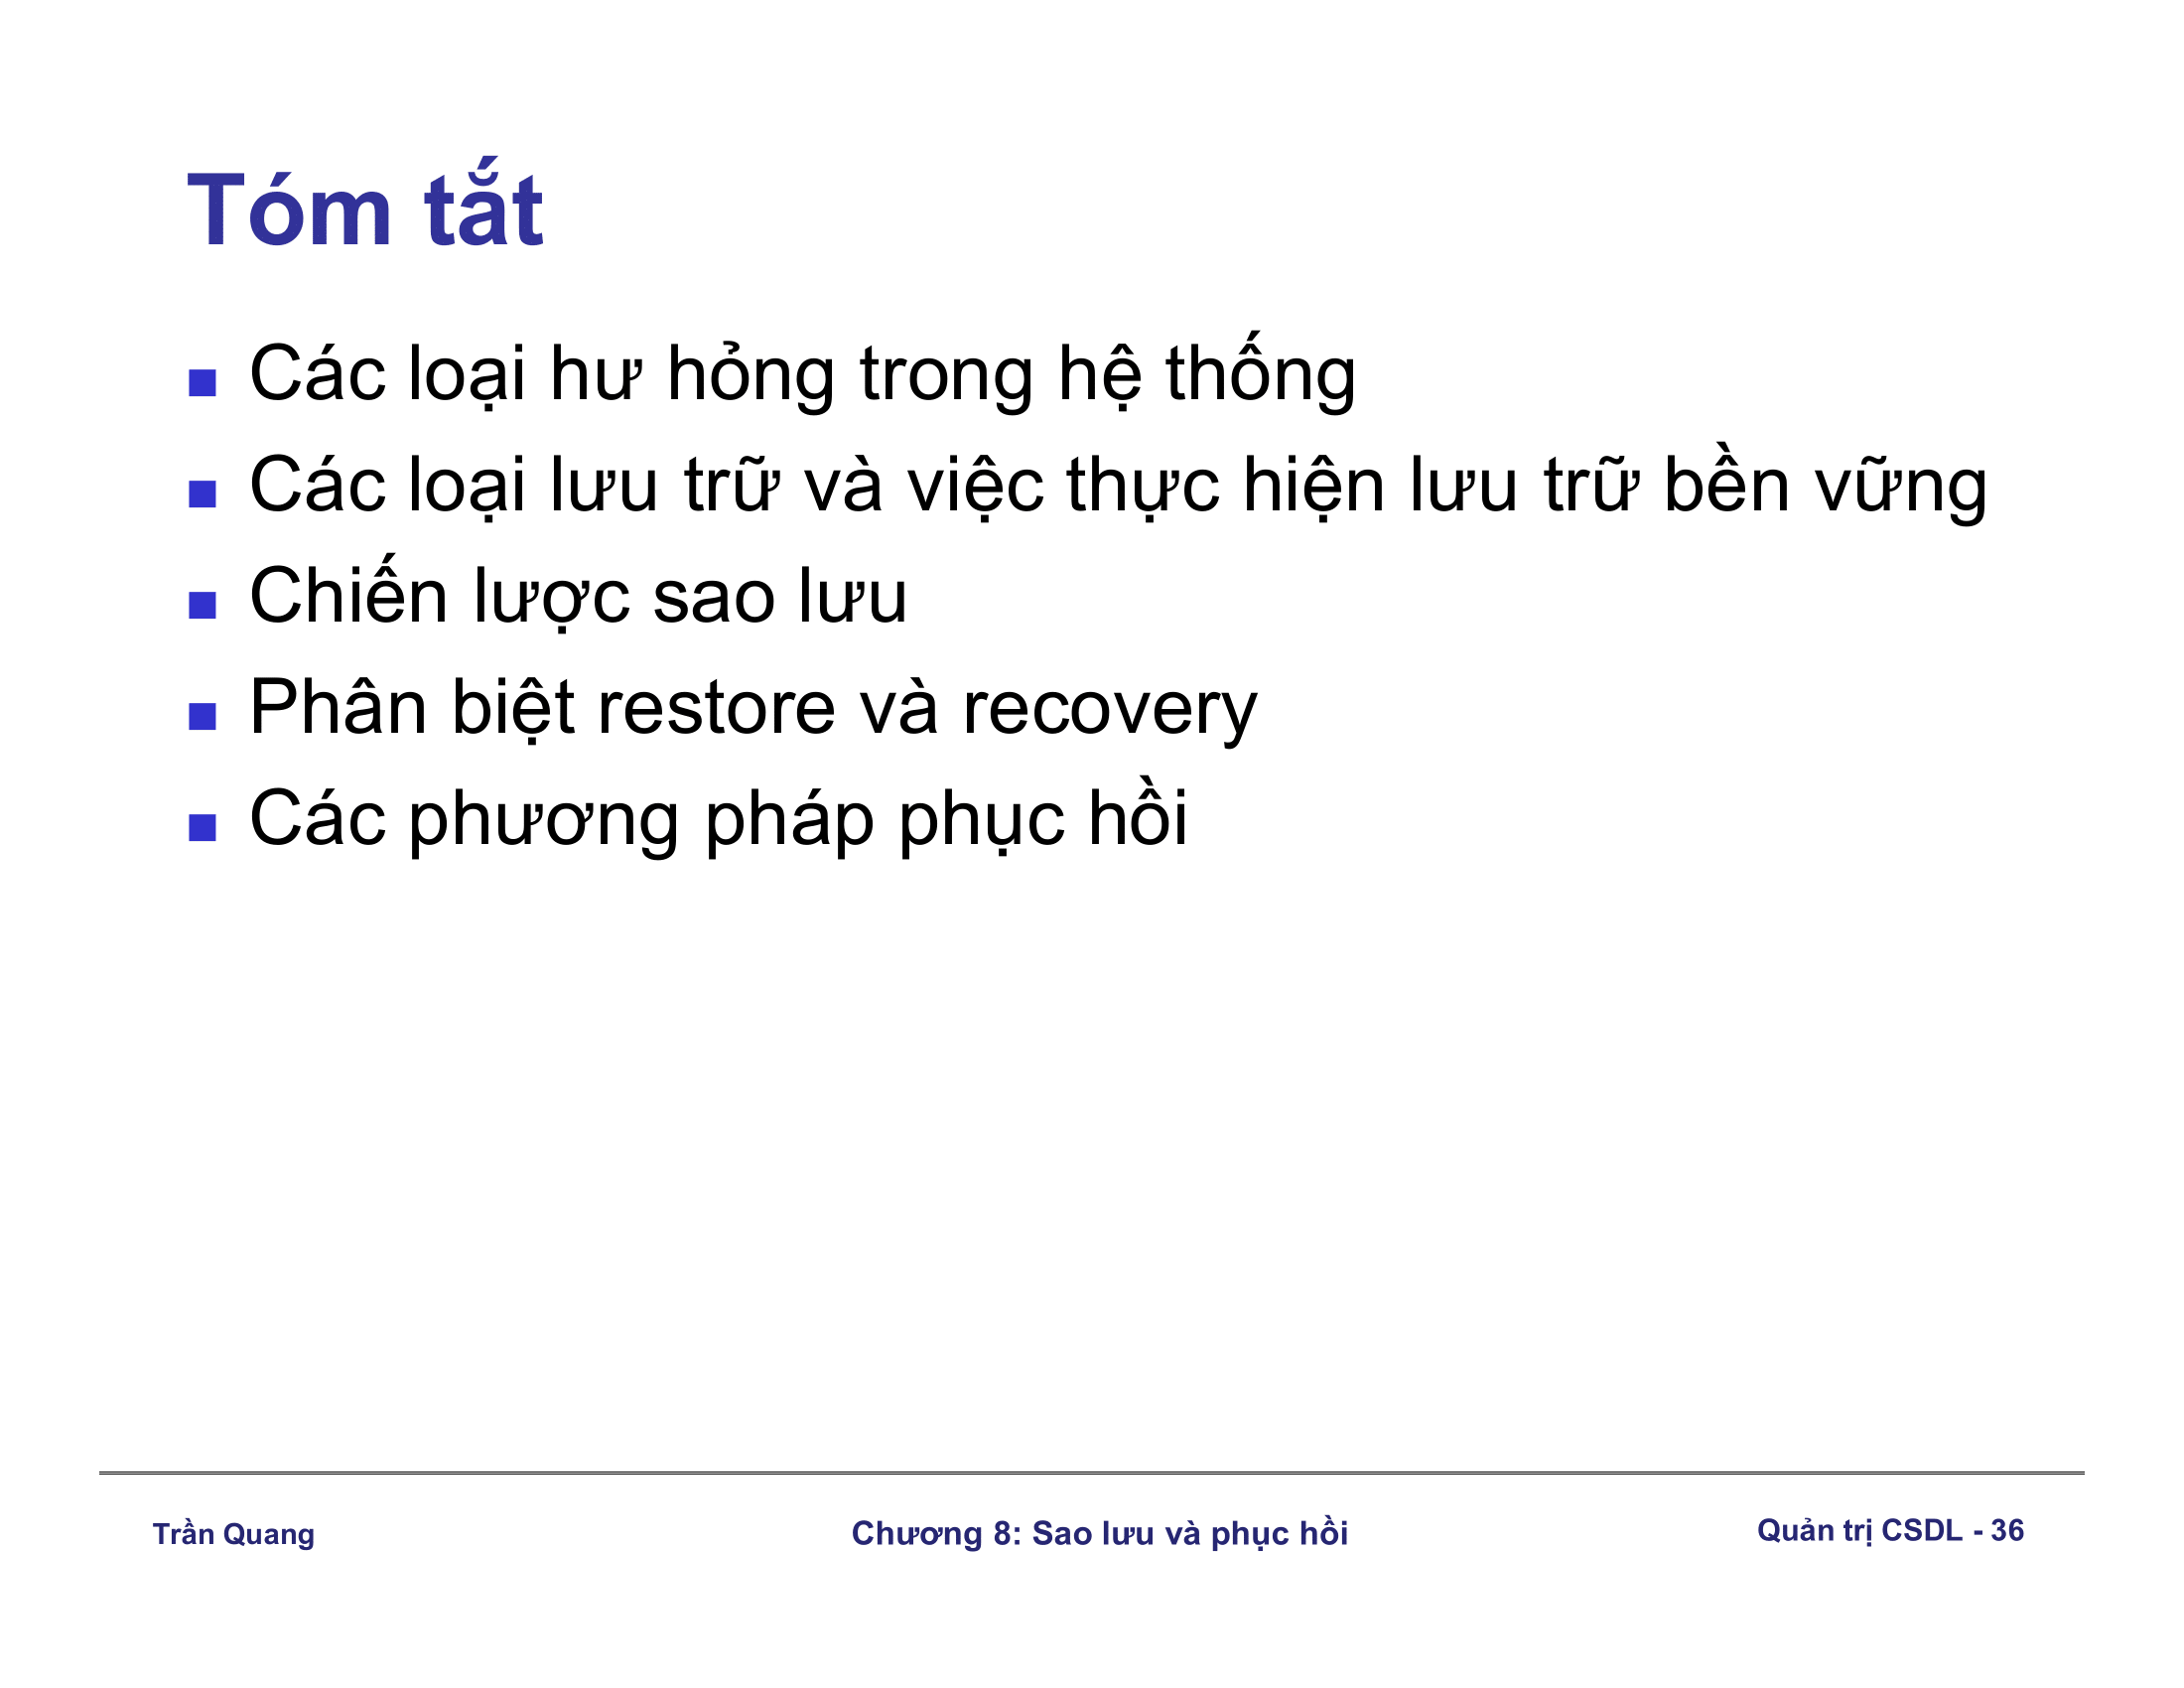 Tóm tắt
Các loại hư hỏng trong hệ thống
Các loại lưu trữ và việc thực hiện lưu trữ bền vững
Chiến lược sao lưu
Phân biệt restore và recovery
Các phương pháp phục hồi
Trần Quang
Chương 8: Sao lưu và phục hồi
Quản trị CSDL - 36